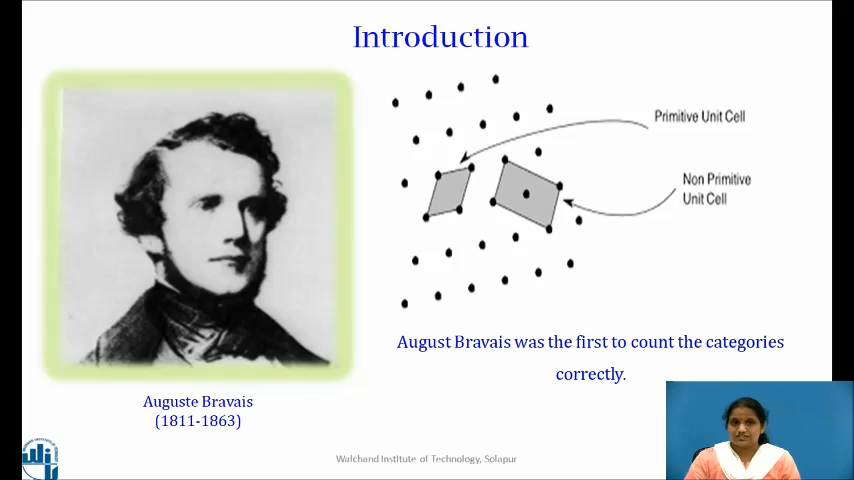 Introduction
Primitive Unit Cell
Non Primitive
Unit Cell
August Bravais was the first to count the categories
correctly.
Auguste Bravais
(1811-1863)
Walchand Institute of Technology, Solapur